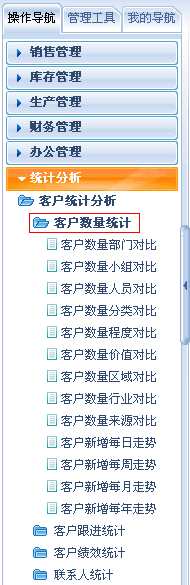 操作导航 管理工具 我的导航
销售管理
库存管理
生产管理
财务管理
办公管理
统计分析
客户统计分析
客户数量统计
客户数量部门对比
客户数量小组对比
客户数量人员对比
客户数量分类对比
客户数量程度对比
客户数量价值对比
客户数量区域对比
客户数量行业对比
客户数量来源对比
客户新增每日走势
客户新增每周走势
客户新增每月走势
客户新增每年走势
客户跟进统计
客户绩效统计
联系人统计